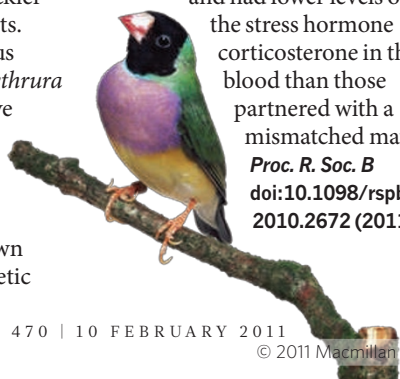 and had lower levels o
the stress hormone
corticosterone in th
blood than those
partnered with a
mismatched ma
Proc. R. Soc. B
doi:10.1098/rspb
2010.2672 (2011
ts.
us
thrura
ve
wn
etic
470 | 10 FEBRUARY 2011
© 2011 Macmillan